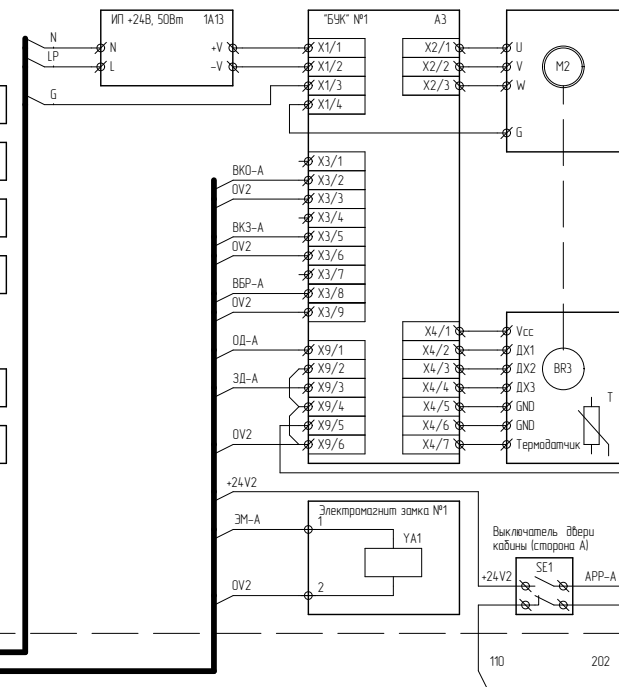 ИП +24В, 50Вт 1А13
N
LP
G
N
L
+V
-V
"БУК" №1 А3
X1/1
X1/2
X1/3
X1/4
X2/1
X2/2
X2/3
U
V
W
G
M2
X3/1
X3/2
X3/3
X3/4
X3/5
X3/6
X3/7
X3/8
X3/9
ВКО-А
0V2
ВКЗ-А
0V2
ВБР-А
0V2
ОД-А
ЗД-А
0V2
X9/1
X9/2
X9/3
X9/4
X9/5
X9/6
X4/1
X4/2
X4/3
X4/4
X4/5
X4/6
X4/7
Vcc
ДХ1
ДХ2
ДХ3
GND
GND
Термодатчик
BR3
T
+24V2
ЭМ-А
0V2
Электромагнит замка №1
1
YA1
2
Выключатель двери
кабины (сторона А)
SE1
+24V2
АРР-А
110
202